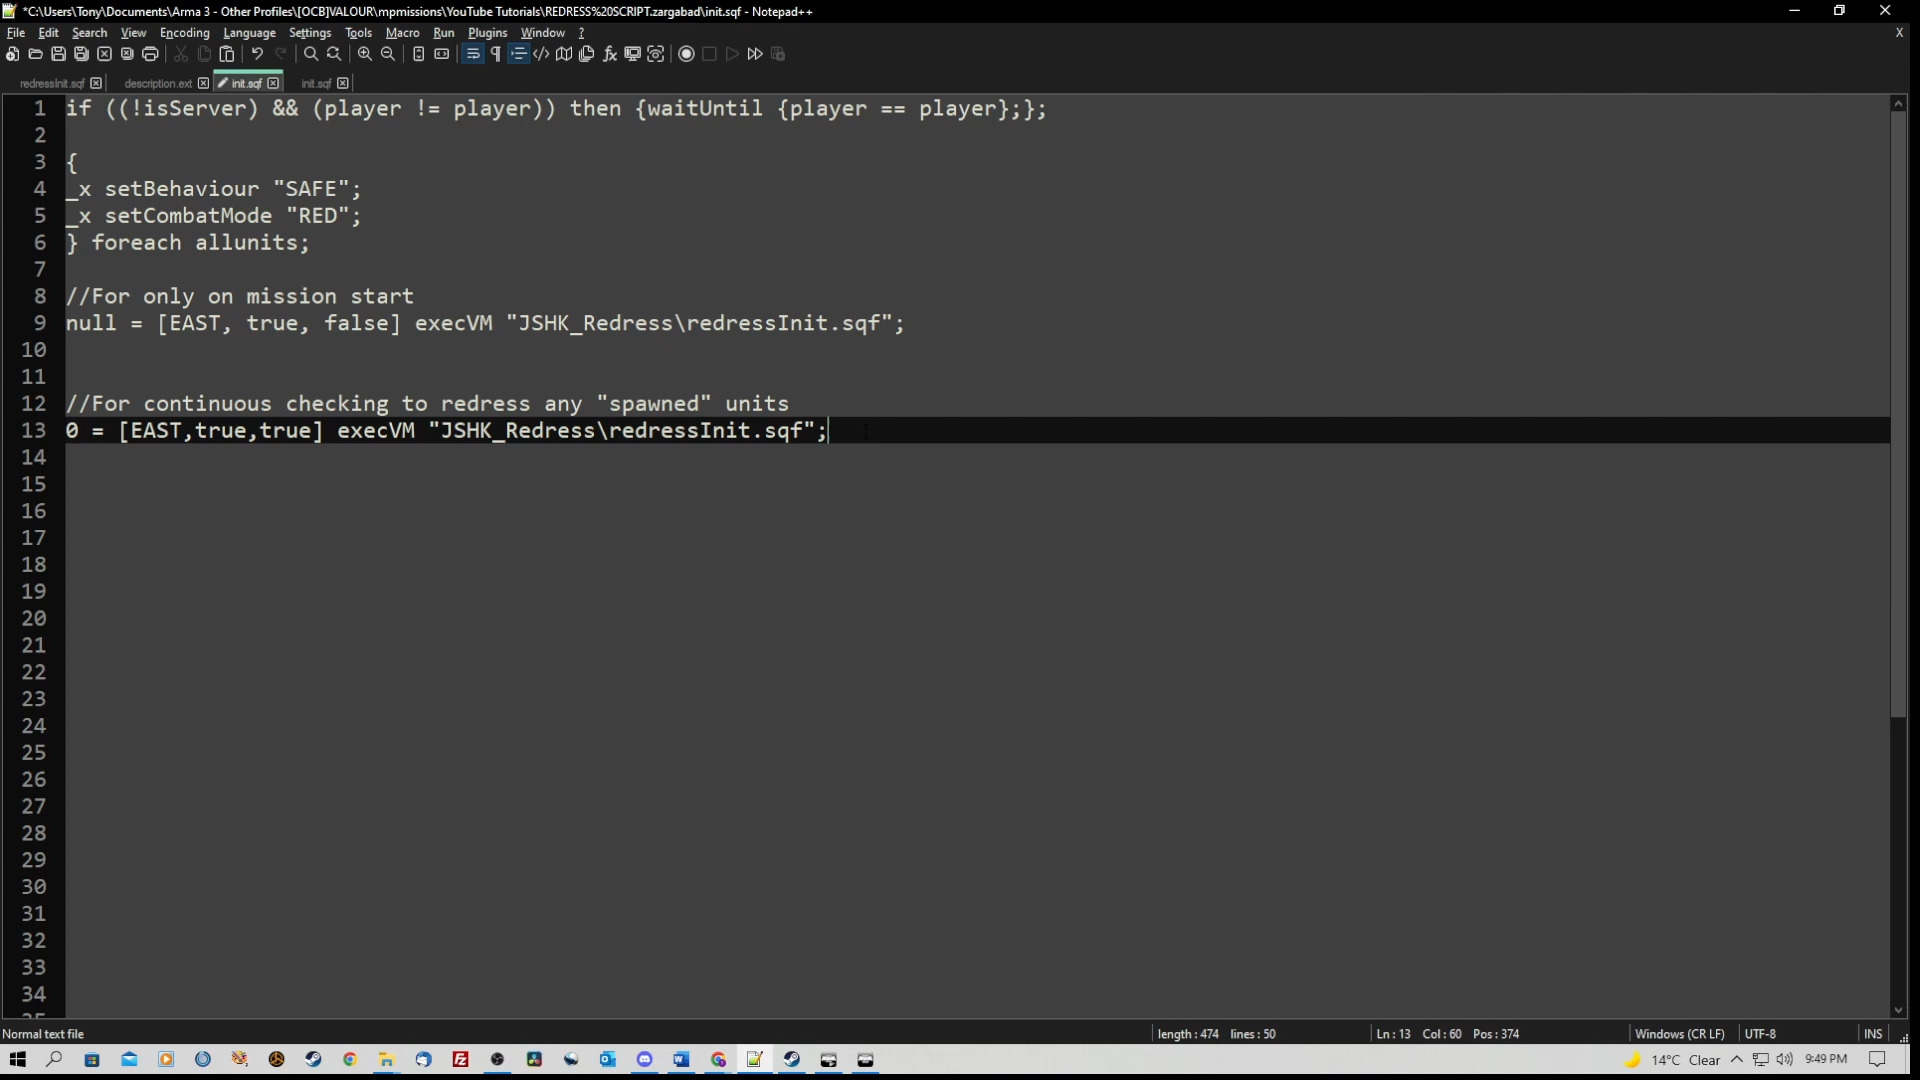 *C:\Users\Tony\Documents\Arma 3 - Other Profiles\[OCB]VALOUR\mpmissions\YouTube Tutorials\REDRESS%20SCRIPT.zargabad\init.sqf - Notepad++
File Edit Search View Encoding Language Settings Tools Macro Run Plugins Window ? X
redressInit.sqf description.ext init.sqf init.sqf
1 if ((!isServer) && (player != player)) then {waitUntil {player == player};};
2
3 {
4 _x setBehaviour "SAFE";
5 _x setCombatMode "RED";
6 } foreach allunits;
7
8 //For only on mission start
9 null = [EAST, true, false] execVM "JSHK_Redress\redressInit.sqf";
10
11
12 //For continuous checking to redress any "spawned" units
13 0 = [EAST,true,true] execVM "JSHK_Redress\redressInit.sqf";
14
15
16
17
18
19
20
21
22
23
24
25
26
27
28
29
30
31
32
33
34
35
Normal text file length : 474 lines : 50 Ln : 13 Col : 60 Pos : 374 Windows (CR LF) UTF-8 INS
14°C Clear 9:49 PM